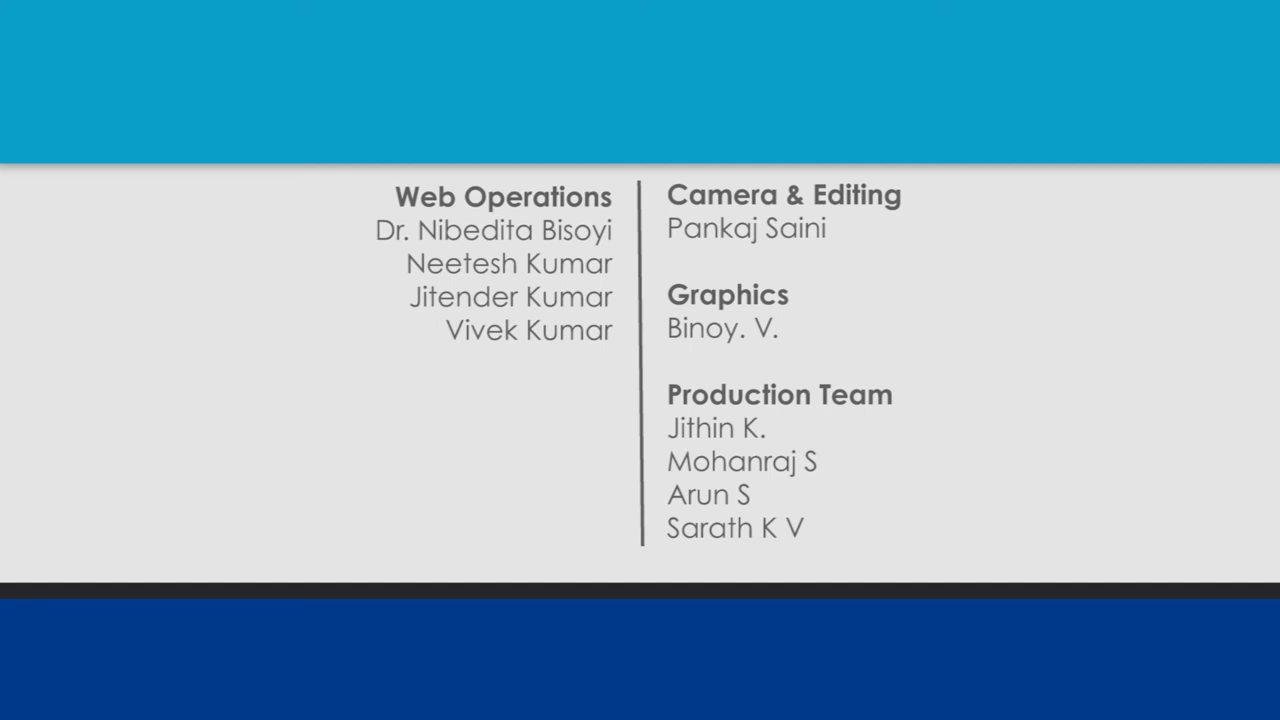 Web Operations
Dr. Nibedita Bisoyi
Neetesh Kumar
Jitender Kumar
Vivek Kumar
Camera & Editing
Pankaj Saini
Graphics
Binoy. V.
Production Team
Jithin K.
Mohanraj S
Arun S
Sarath K V